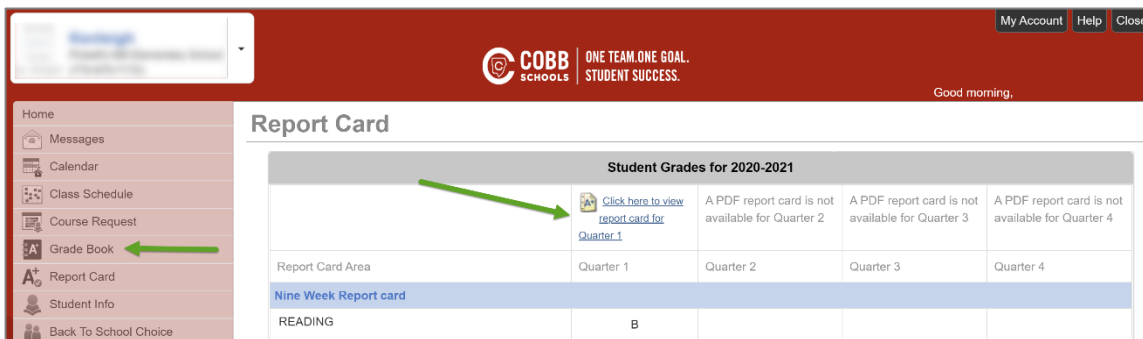 My Account Help Close
COBB SCHOOLS
ONE TEAM.ONE GOAL.
STUDENT SUCCESS.
Good morning,
Home
Messages
Calendar
Class Schedule
Course Request
Grade Book
Report Card
Student Info
Back To School Choice
Report Card
Student Grades for 2020-2021
Click here to view
report card for
Quarter 1
A PDF report card is not
available for Quarter 2
A PDF report card is not
available for Quarter 3
A PDF report card is not
available for Quarter 4
Report Card Area Quarter 1 Quarter 2 Quarter 3 Quarter 4
Nine Week Report card
READING B